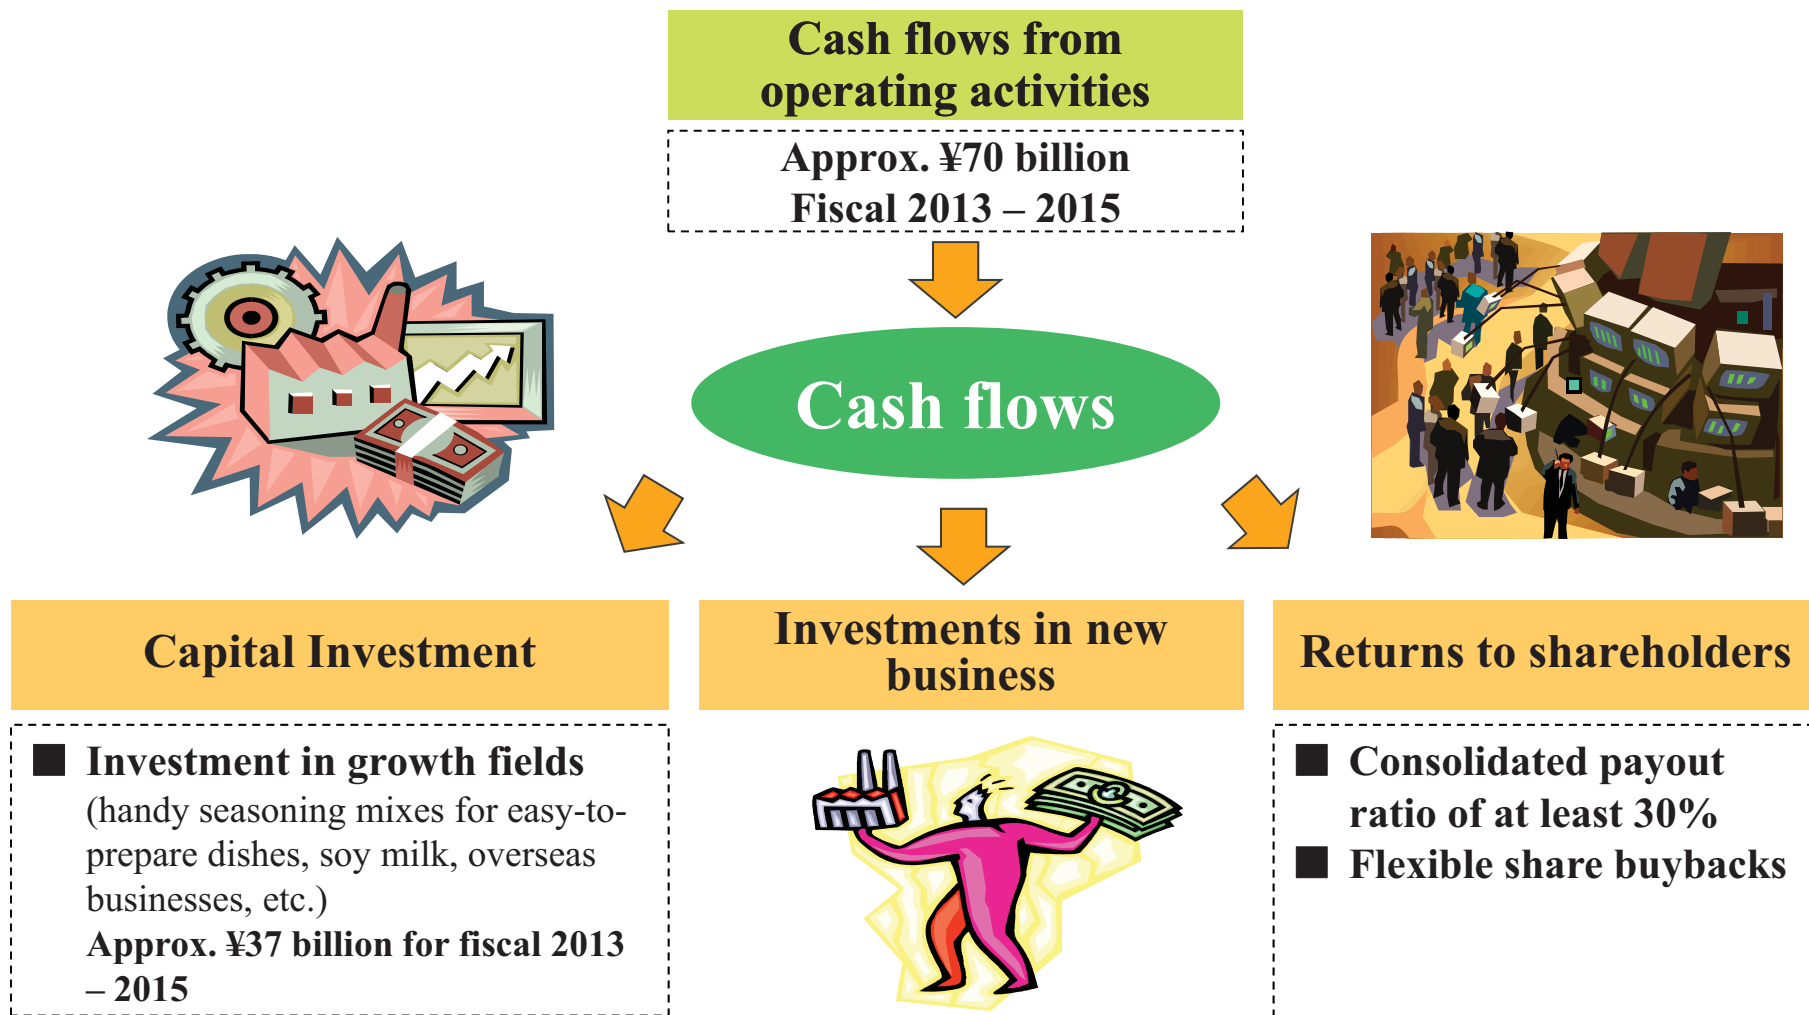 Cash flows from
operating activities
Approx. ¥70 billion
Fiscal 2013 – 2015
Cash flows
Capital Investment
■ Investment in growth fields
(handy seasoning mixes for easy-to-
prepare dishes, soy milk, overseas
businesses, etc.)
Approx. ¥37 billion for fiscal 2013
– 2015
Investments in new
business
Returns to shareholders
■ Consolidated payout
ratio of at least 30%
■ Flexible share buybacks